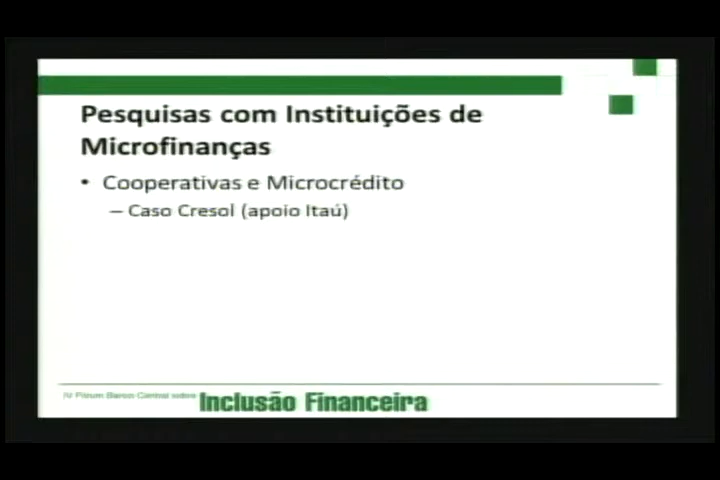 Pesquisas com Instituições de
Microfinanças
• Cooperativas e Microcrédito
– Caso Cresol (apoio Itaú)
IV Fórum Banco Central sobre Inclusão Financeira